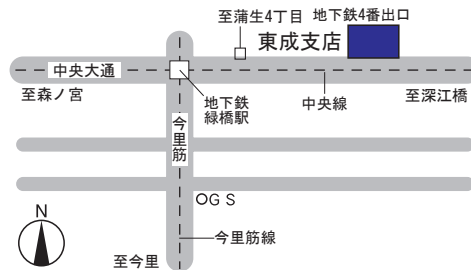 至蒲生4丁目
地下鉄4番出口
東成支店
中央大通
至森ノ宮
地下鉄
緑橋駅
中央線
至深江橋
今里筋
GS
N
今里筋線
至今里